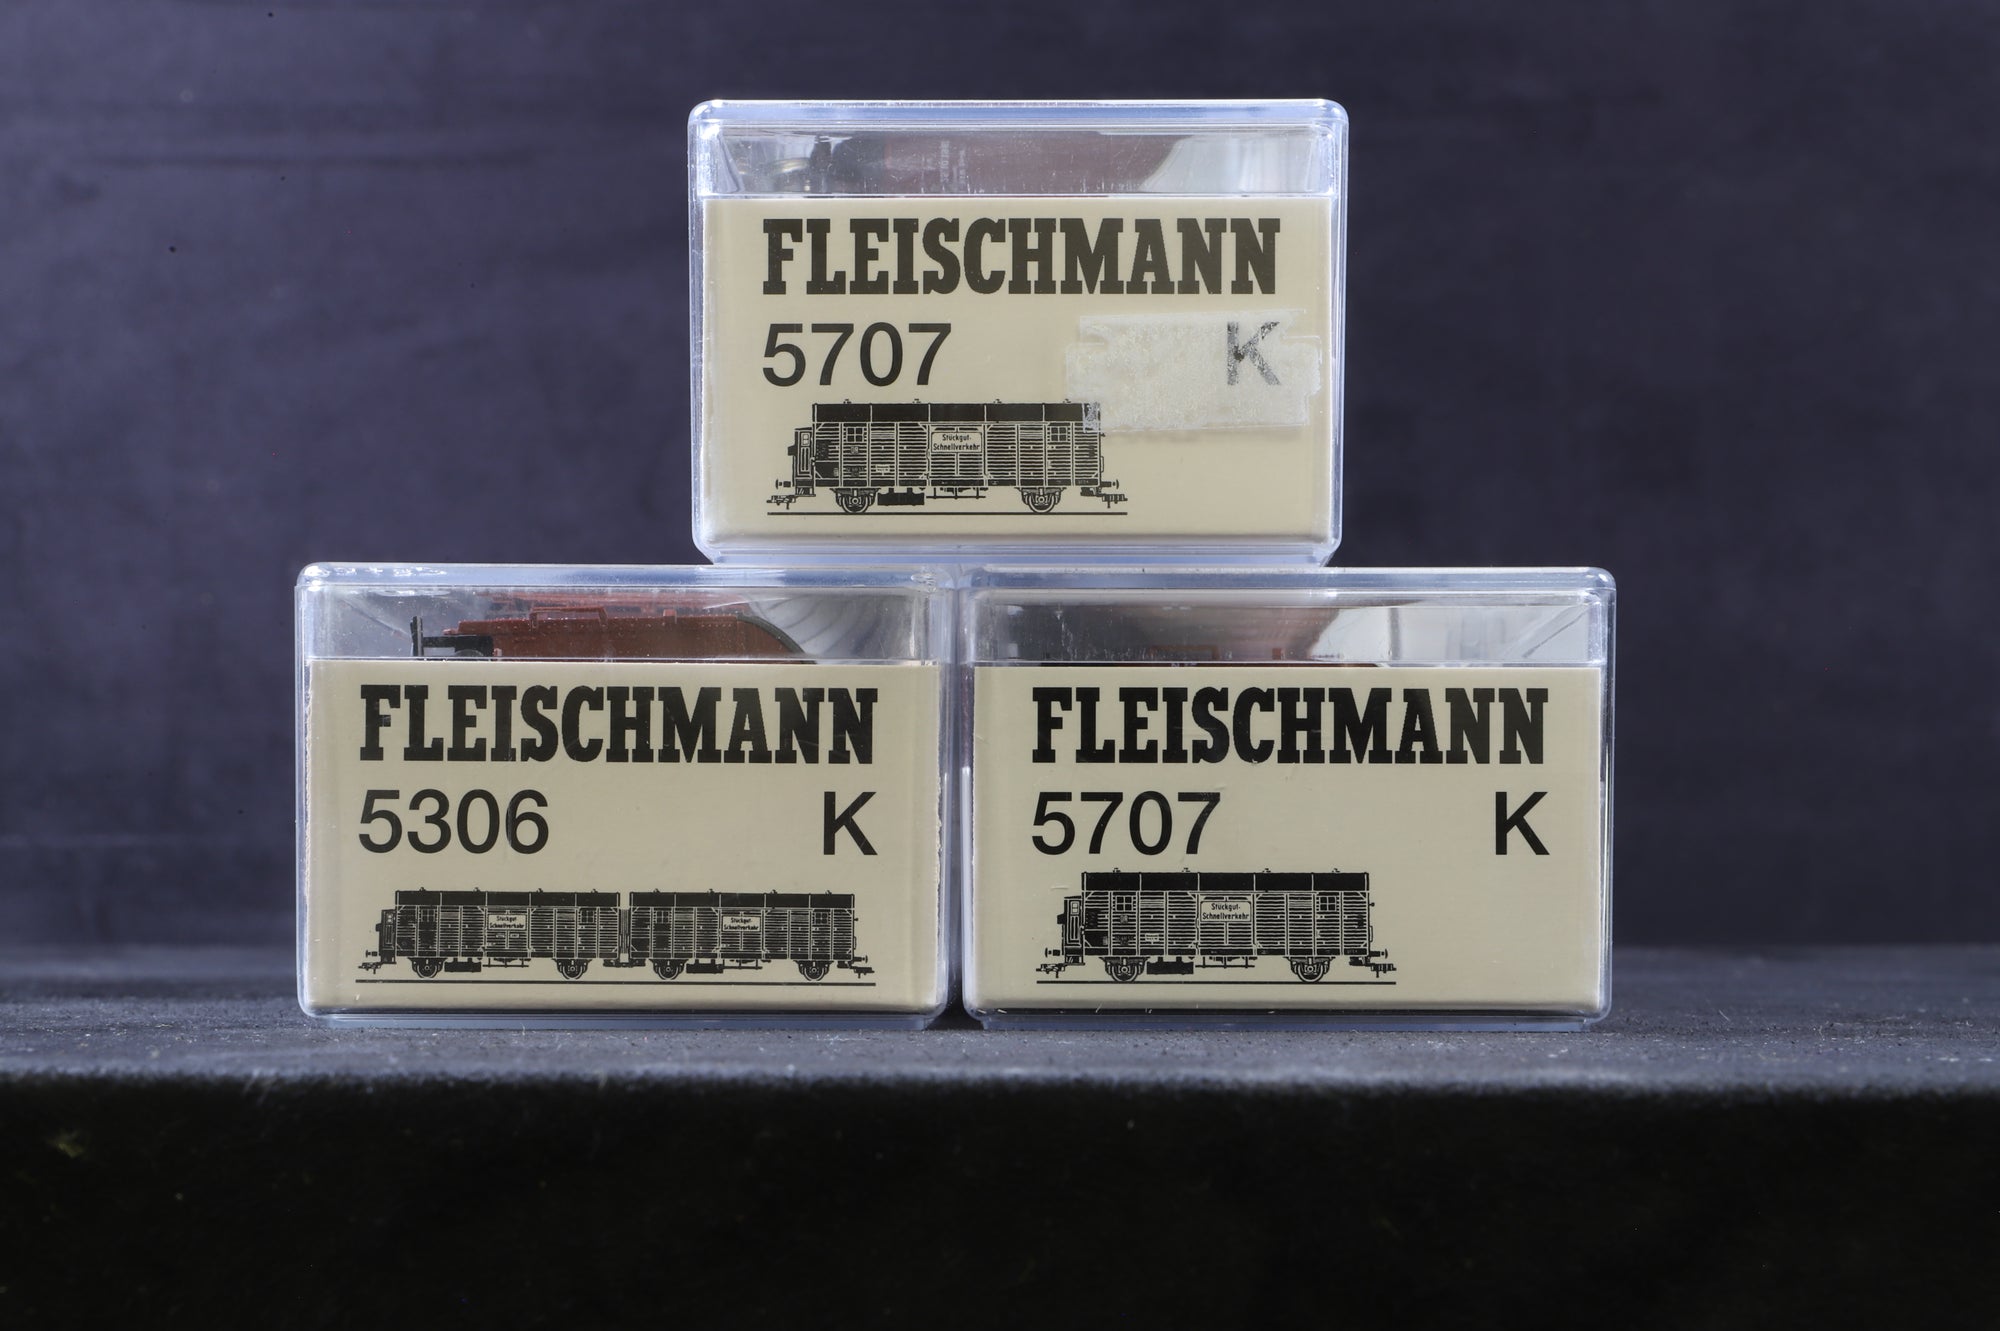 FLEISCHMANN
5707 K
Stückgut-
Schnellverkehr
FLEISCHMANN
5306 K
Stückgut-
Schnellverkehr
Stückgut-
Schnellverkehr
FLEISCHMANN
5707 K
Stückgut-
Schnellverkehr